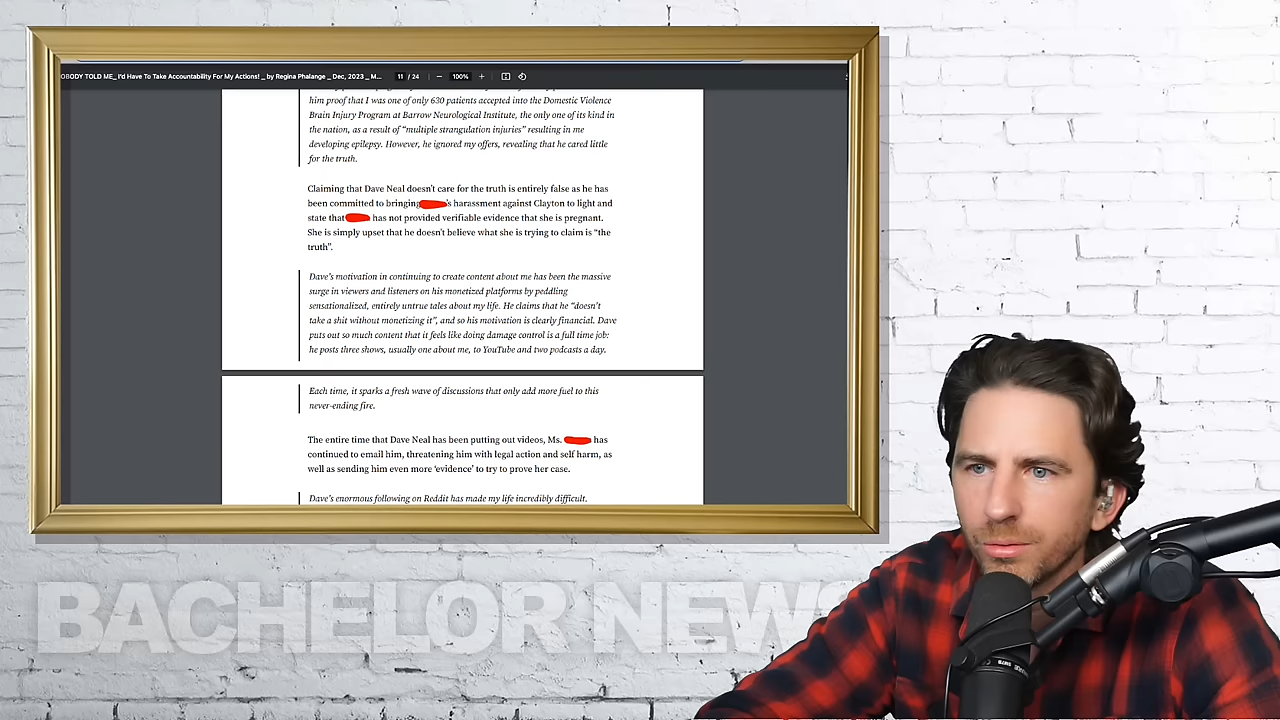 OBODY TOLD ME_ I'd Have To Take Accountability For My Actions! _ by Regina Phalange _ Dec, 2023 _ M... 11 / 24 — 100% +
him proof that I was one of only 630 patients accepted into the Domestic Violence
Brain Injury Program at Barrow Neurological Institute, the only one of its kind in
the nation, as a result of “multiple strangulation injuries” resulting in me
developing epilepsy. However, he ignored my offers, revealing that he cared little
for the truth.
Claiming that Dave Neal doesn't care for the truth is entirely false as he has
been committed to bringing 's harassment against Clayton to light and
state that has not provided verifiable evidence that she is pregnant.
She is simply upset that he doesn't believe what she is trying to claim is “the
truth”.
Dave's motivation in continuing to create content about me has been the massive
surge in viewers and listeners on his monetized platforms by peddling
sensationalized, entirely untrue tales about my life. He claims that he “doesn't
take a shit without monetizing it”, and so his motivation is clearly financial. Dave
puts out so much content that it feels like doing damage control is a full time job:
he posts three shows, usually one about me, to YouTube and two podcasts a day.
Each time, it sparks a fresh wave of discussions that only add more fuel to this
never-ending fire.
The entire time that Dave Neal has been putting out videos, Ms. has
continued to email him, threatening him with legal action and self harm, as
well as sending him even more ‘evidence’ to try to prove her case.
Dave's enormous following on Reddit has made my life incredibly difficult.
BACHELOR NEWS